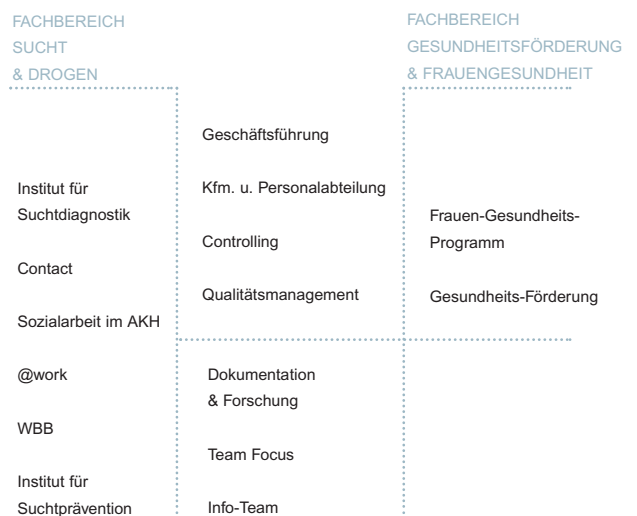 FACHBEREICH
SUCHT
& DROGEN
Institut für
Suchtdiagnostik
Contact
Sozialarbeit im AKH
@work
WBB
Institut für
Suchtprävention
Geschäftsführung
Kfm. u. Personalabteilung
Controlling
Qualitätsmanagement
Dokumentation
& Forschung
Team Focus
Info-Team
FACHBEREICH
GESUNDHEITSFÖRDERUNG
& FRAUENGESUNDHEIT
Frauen-Gesundheits-
Programm
Gesundheits-Förderung